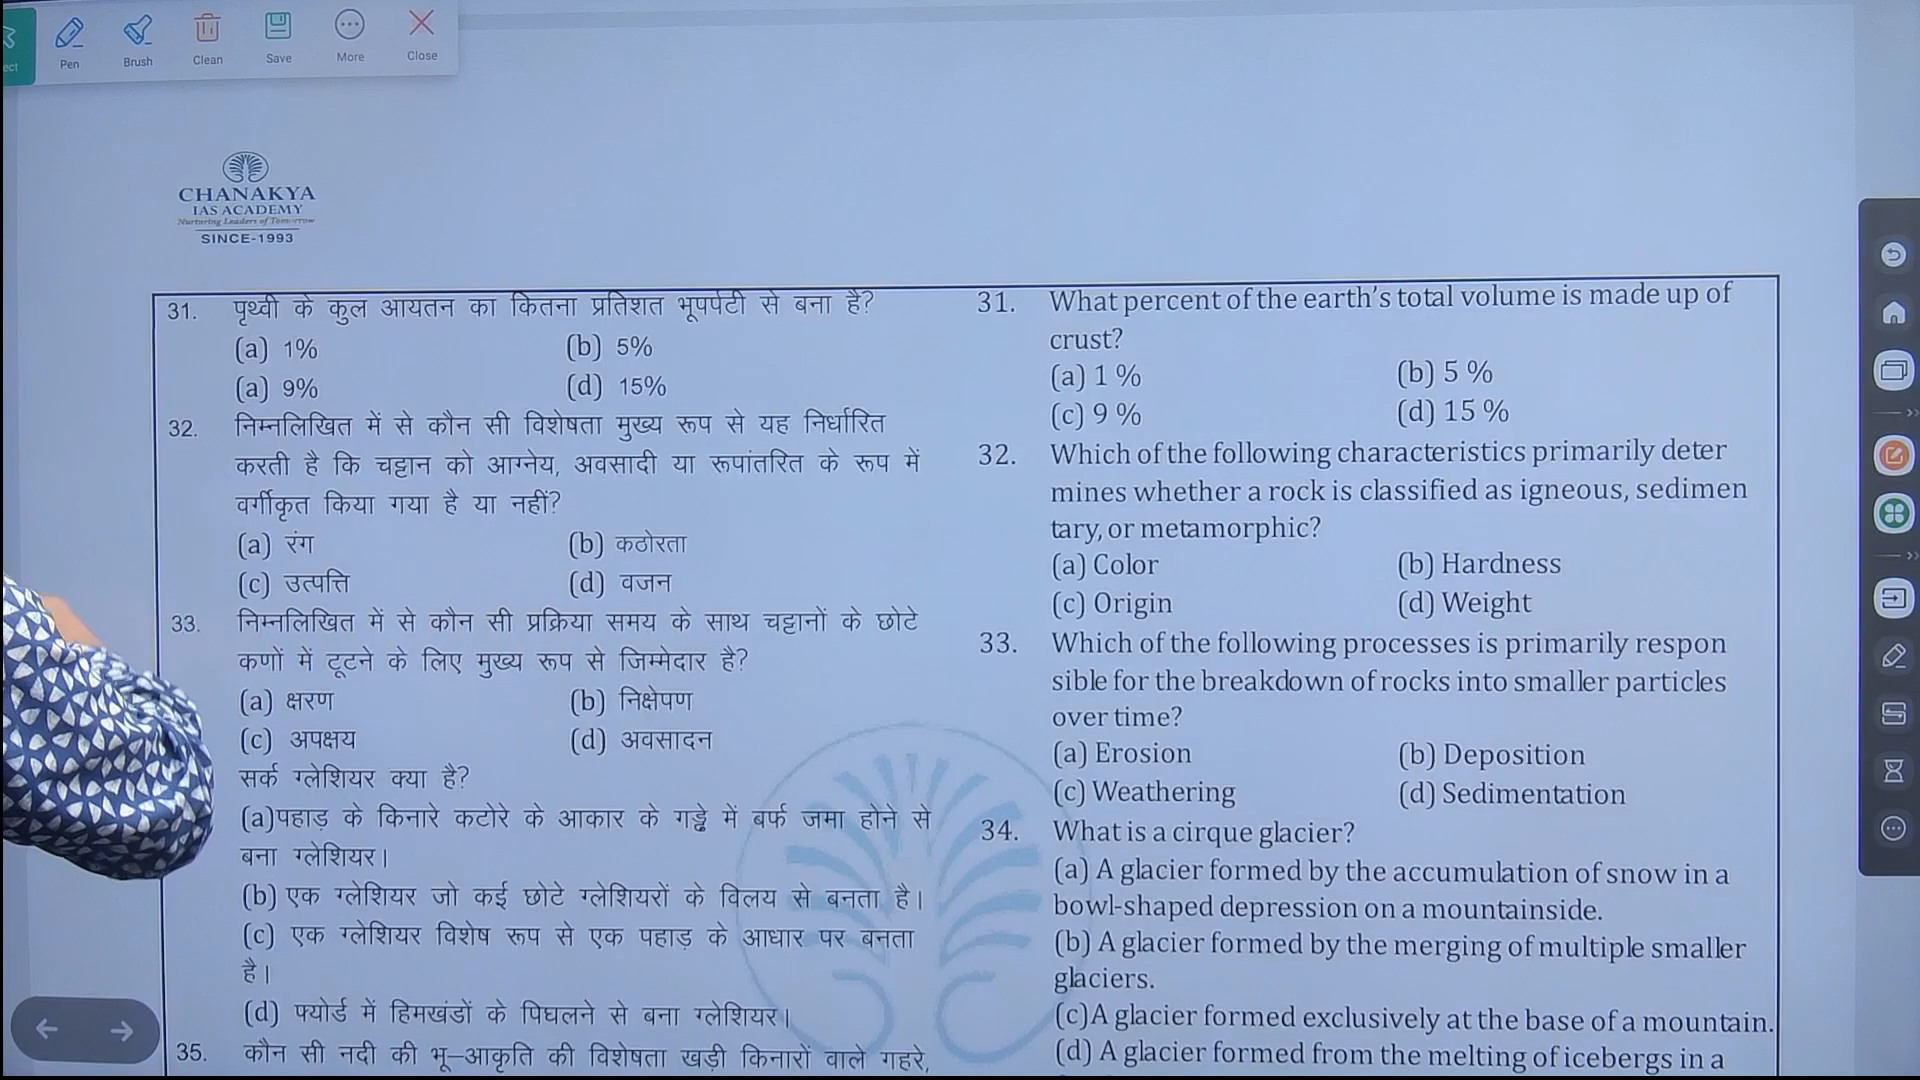 ect
Pen
Brush
Clean
Save
More
Close
CHANAKYA
IAS ACADEMY
Nurturing Leaders of Tomorrow
SINCE-1993
31. पृथ्वी के कुल आयतन का कितना प्रतिशत भूपर्पटी से बना है?
(a) 1% (b) 5%
(a) 9% (d) 15%
32. निम्नलिखित में से कौन सी विशेषता मुख्य रूप से यह निर्धारित
करती है कि चट्टान को आग्नेय, अवसादी या रूपांतरित के रूप में
वर्गीकृत किया गया है या नहीं?
(a) रंग (b) कठोरता
(c) उत्पत्ति (d) वजन
33. निम्नलिखित में से कौन सी प्रक्रिया समय के साथ चट्टानों के छोटे
कणों में टूटने के लिए मुख्य रूप से जिम्मेदार है?
(a) क्षरण (b) निक्षेपण
(c) अपक्षय (d) अवसादन
सर्क ग्लेशियर क्या है?
(a)पहाड़ के किनारे कटोरे के आकार के गड्ढे में बर्फ जमा होने से
बना ग्लेशियर।
(b) एक ग्लेशियर जो कई छोटे ग्लेशियरों के विलय से बनता है।
(c) एक ग्लेशियर विशेष रूप से एक पहाड़ के आधार पर बनता
है।
(d) फ्योर्ड में हिमखंडों के पिघलने से बना ग्लेशियर।
35. कौन सी नदी की भू–आकृति की विशेषता खड़ी किनारों वाले गहरे,
31. What percent of the earth's total volume is made up of
crust?
(a) 1 % (b) 5 %
(c) 9 % (d) 15 %
32. Which of the following characteristics primarily deter
mines whether a rock is classified as igneous, sedimen
tary, or metamorphic?
(a) Color (b) Hardness
(c) Origin (d) Weight
33. Which of the following processes is primarily respon
sible for the breakdown of rocks into smaller particles
over time?
(a) Erosion (b) Deposition
(c) Weathering (d) Sedimentation
34. What is a cirque glacier?
(a) A glacier formed by the accumulation of snow in a
bowl-shaped depression on a mountainside.
(b) A glacier formed by the merging of multiple smaller
glaciers.
(c)A glacier formed exclusively at the base of a mountain.
(d) A glacier formed from the melting of icebergs in a